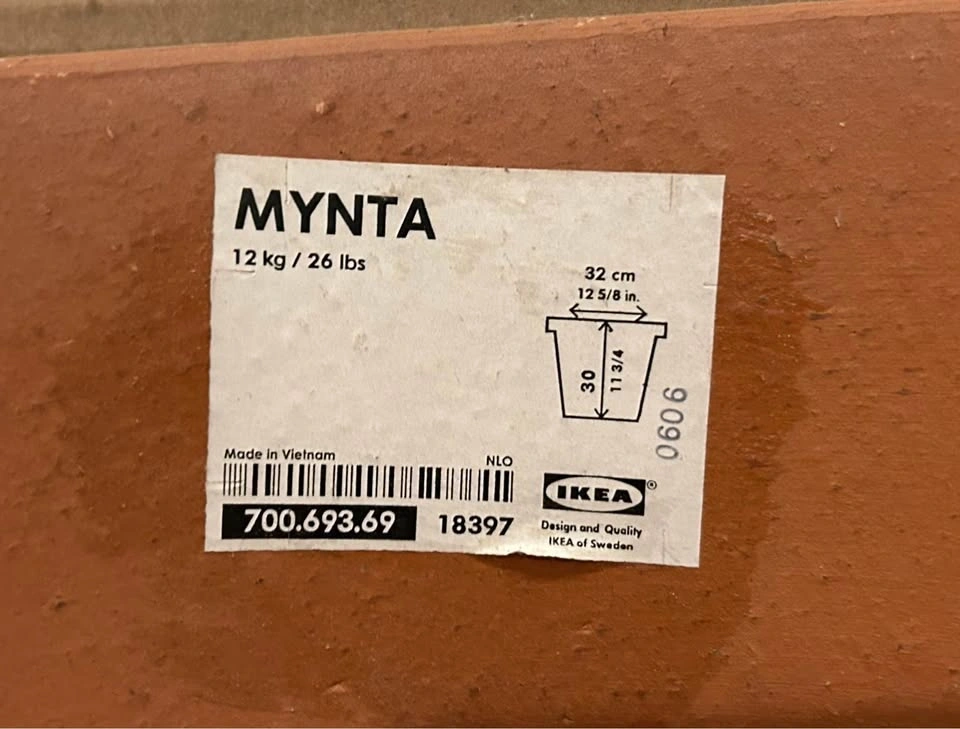 MYNTA
12 kg / 26 lbs
32 cm
12 5/8 in.
30
11 3/4
0606
Made in Vietnam
NLO
700.693.69
18397
IKEA®
Design and Quality
IKEA of Sweden